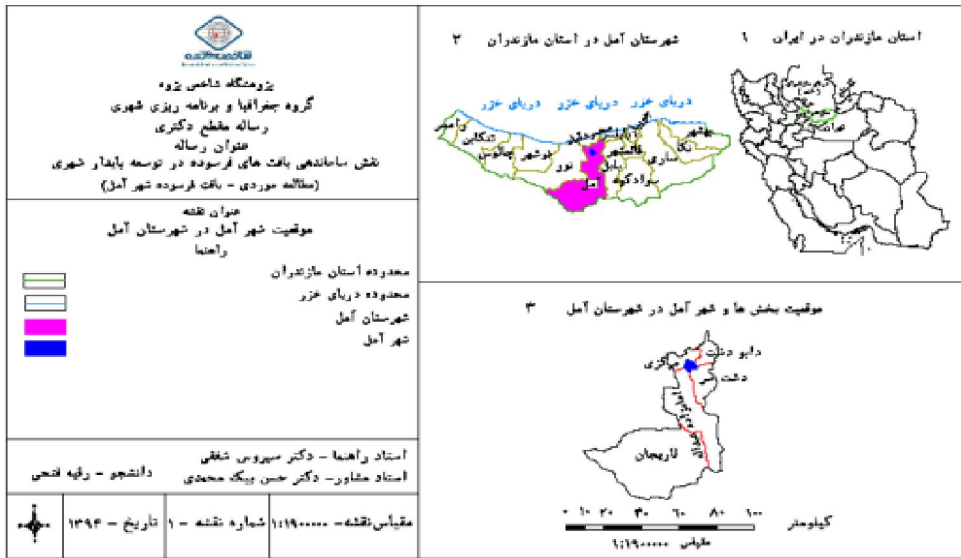 پژوهشگاه شاخص پژوه
گروه جغرافیا و برنامه ریزی شهری
رساله مقطع دکتری
عنوان رساله
نقش ساماندهی بافت های فرسوده در توسعه پایدار شهری
(مطالعه موردی - بافت فرسوده شهر آمل)
عنوان نقشه
موقعیت شهر آمل در شهرستان آمل
راهنما
محدوده استان مازندران
محدوده دریای خزر
شهرستان آمل
شهر آمل
استاد راهنما - دکتر سیروس شفقی
استاد مشاور- دکتر حسن بیک محمدی
دانشجو - رقیه فتحی
مقیاس نقشه- ۱:۱۹۰۰۰۰۰
شماره نقشه - ۱
تاریخ - ۱۳۹۴
استان مازندران در ایران ۱
شهرستان آمل در استان مازندران ۲
دریای خزر دریای خزر دریای خزر
رامسر
تنکابن
چالوس
نوشهر
نور
آمل
بابل
سوادکوه
ساری
نکا
بهشهر
موقعیت بخش ها و شهر آمل در شهرستان آمل ۳
دابو دشت
مرکزی
دشت سر
امامزاده عبدالله
لاریجان
۰ ۱۰ ۲۰ ۴۰ ۶۰ ۸۰ ۱۰۰
کیلومتر
مقیاس ۱:۱۹۰۰۰۰۰